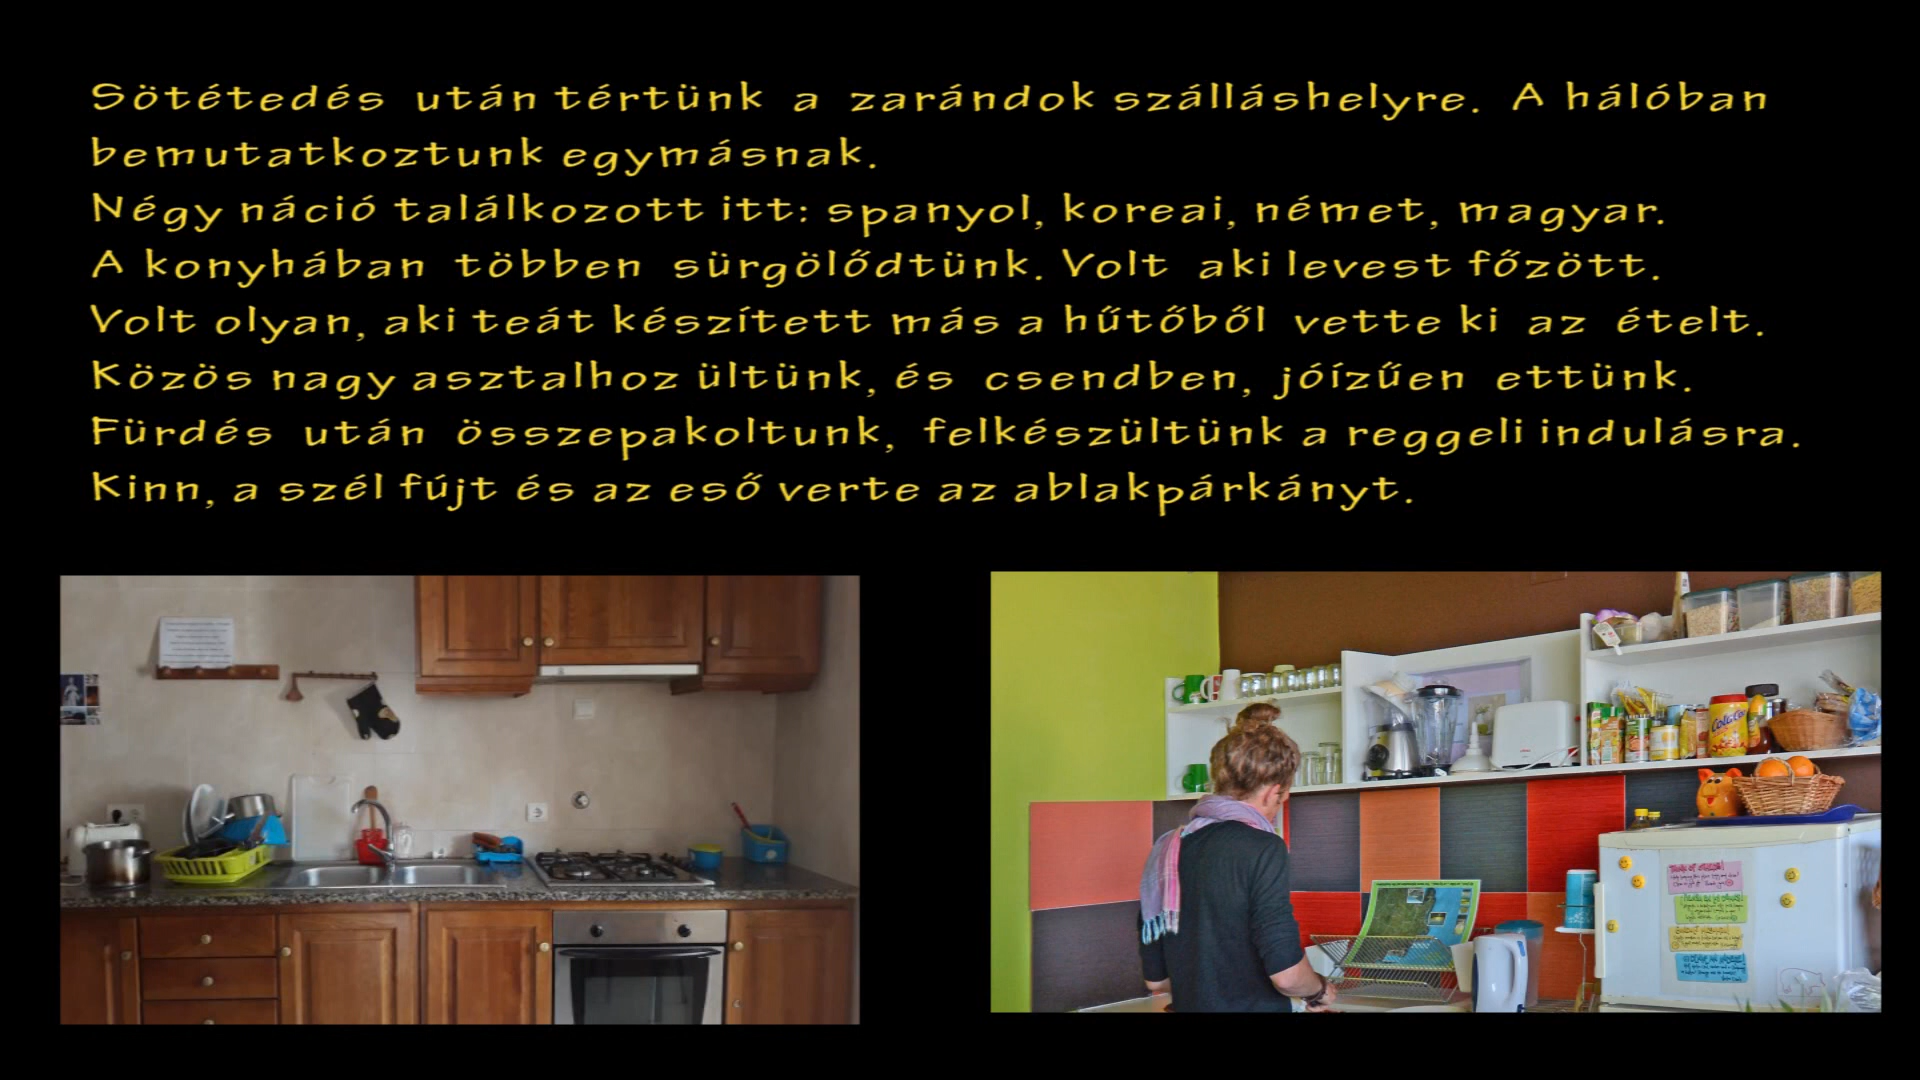 Sötétedés után tértünk a zarándok szálláshelyre. A hálóban
bemutatkoztunk egymásnak.
Négy náció találkozott itt: spanyol, koreai, német, magyar.
A konyhában többen sürgölődtünk. Volt aki levest főzött.
Volt olyan, aki teát készített más a hűtőből vette ki az ételt.
Közös nagy asztalhoz ültünk, és csendben, jóízűen ettünk.
Fürdés után összepakoltunk, felkészültünk a reggeli indulásra.
Kinn, a szél fújt és az eső verte az ablakpárkányt.